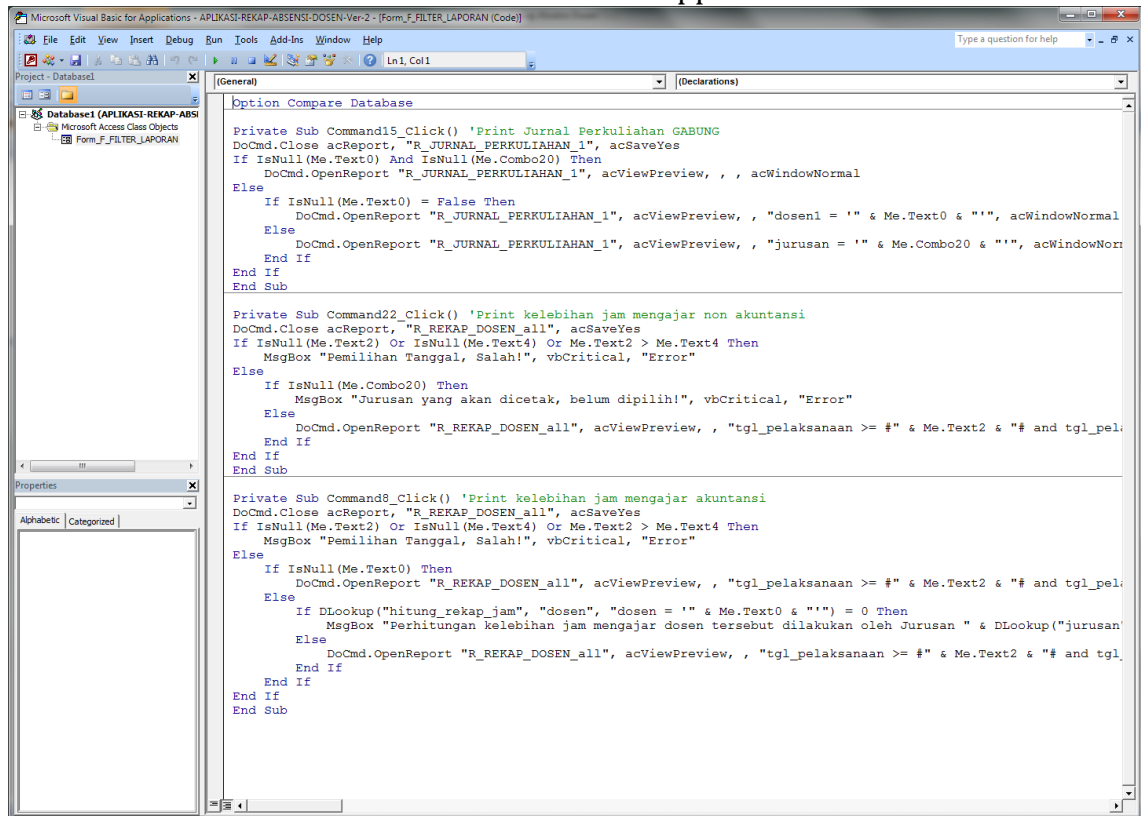 Microsoft Visual Basic for Applications - APLIKASI-REKAP-ABSENSI-DOSEN-Ver-2 - [Form_F_FILTER_LAPORAN (Code)]
File Edit View Insert Debug Run Tools Add-Ins Window Help
Type a question for help
Ln 1, Col 1
Project - Database1
(General)
(Declarations)
Database1 (APLIKASI-REKAP-ABSI
Microsoft Access Class Objects
Form_F_FILTER_LAPORAN
Properties
Alphabetic
Categorized
Option Compare Database
Private Sub Command15_Click() 'Print Jurnal Perkuliahan GABUNG
DoCmd.Close acReport, "R_JURNAL_PERKULIAHAN_1", acSaveYes
If IsNull(Me.Text0) And IsNull(Me.Combo20) Then
DoCmd.OpenReport "R_JURNAL_PERKULIAHAN_1", acViewPreview, , , acWindowNormal
Else
If IsNull(Me.Text0) = False Then
DoCmd.OpenReport "R_JURNAL_PERKULIAHAN_1", acViewPreview, , "dosen1 = '" & Me.Text0 & "'", acWindowNormal
Else
DoCmd.OpenReport "R_JURNAL_PERKULIAHAN_1", acViewPreview, , "jurusan = '" & Me.Combo20 & "'", acWindowNorm
End If
End If
End Sub
Private Sub Command22_Click() 'Print kelebihan jam mengajar non akuntansi
DoCmd.Close acReport, "R_REKAP_DOSEN_all", acSaveYes
If IsNull(Me.Text2) Or IsNull(Me.Text4) Or Me.Text2 > Me.Text4 Then
MsgBox "Pemilihan Tanggal, Salah!", vbCritical, "Error"
Else
If IsNull(Me.Combo20) Then
MsgBox "Jurusan yang akan dicetak, belum dipilih!", vbCritical, "Error"
Else
DoCmd.OpenReport "R_REKAP_DOSEN_all", acViewPreview, , "tgl_pelaksanaan >= #" & Me.Text2 & "# and tgl_pela
End If
End If
End Sub
Private Sub Command8_Click() 'Print kelebihan jam mengajar akuntansi
DoCmd.Close acReport, "R_REKAP_DOSEN_all", acSaveYes
If IsNull(Me.Text2) Or IsNull(Me.Text4) Or Me.Text2 > Me.Text4 Then
MsgBox "Pemilihan Tanggal, Salah!", vbCritical, "Error"
Else
If IsNull(Me.Text0) Then
DoCmd.OpenReport "R_REKAP_DOSEN_all", acViewPreview, , "tgl_pelaksanaan >= #" & Me.Text2 & "# and tgl_pela
Else
If DLookup("hitung_rekap_jam", "dosen", "dosen = '" & Me.Text0 & "'") = 0 Then
MsgBox "Perhitungan kelebihan jam mengajar dosen tersebut dilakukan oleh Jurusan " & DLookup("jurusan"
Else
DoCmd.OpenReport "R_REKAP_DOSEN_all", acViewPreview, , "tgl_pelaksanaan >= #" & Me.Text2 & "# and tgl_
End If
End If
End If
End Sub